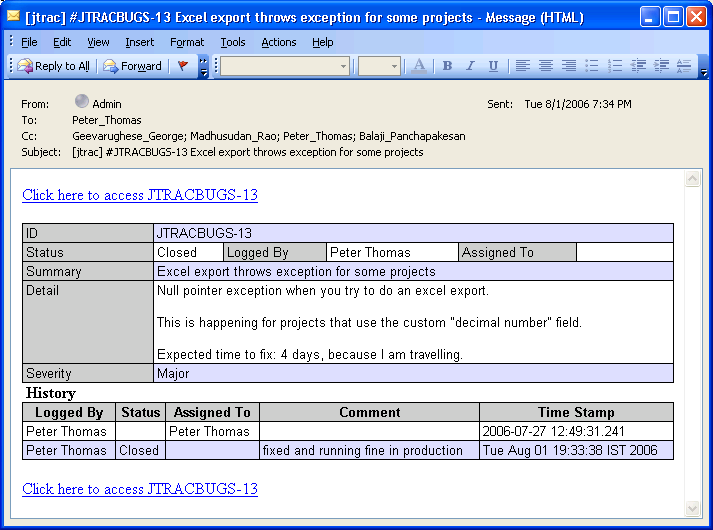 [jtrac] #JTRACBUGS-13 Excel export throws exception for some projects - Message (HTML)
File Edit View Insert Format Tools Actions Help
Reply to All Forward A B I U
From: Admin Sent: Tue 8/1/2006 7:34 PM
To: Peter_Thomas
Cc: Geevarughese_George; Madhusudan_Rao; Peter_Thomas; Balaji_Panchapakesan
Subject: [jtrac] #JTRACBUGS-13 Excel export throws exception for some projects
Click here to access JTRACBUGS-13
ID JTRACBUGS-13
Status Closed Logged By Peter Thomas Assigned To
Summary Excel export throws exception for some projects
Detail Null pointer exception when you try to do an excel export.
This is happening for projects that use the custom "decimal number" field.
Expected time to fix: 4 days, because I am travelling.
Severity Major
History
Logged By Status Assigned To Comment Time Stamp
Peter Thomas Peter Thomas 2006-07-27 12:49:31.241
Peter Thomas Closed fixed and running fine in production Tue Aug 01 19:33:38 IST 2006
Click here to access JTRACBUGS-13